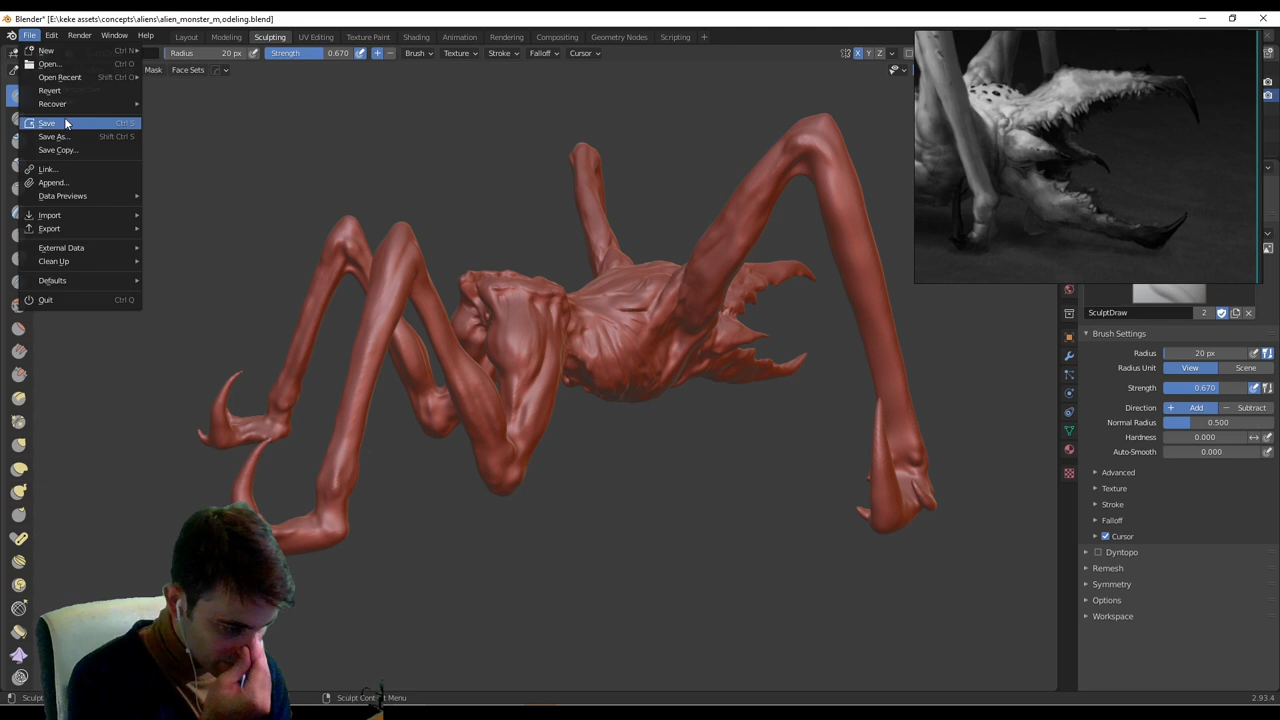 Blender* [E:\keke assets\concepts\aliens\alien_monster_m,odeling.blend]
File Edit Render Window Help Layout Modeling Sculpting UV Editing Texture Paint Shading Animation Rendering Compositing Geometry Nodes Scripting +
Radius 20 px Strength 0.670 + − Brush Texture Stroke Falloff Cursor X Y Z
Mask Face Sets
New Ctrl N
Open... Ctrl O
Open Recent Shift Ctrl O
Revert
Recover
Save Ctrl S
Save As... Shift Ctrl S
Save Copy...
Link...
Append...
Data Previews
Import
Export
External Data
Clean Up
Defaults
Quit Ctrl Q
SculptDraw 2
Brush Settings
Radius 20 px
Radius Unit View Scene
Strength 0.670
Direction + Add − Subtract
Normal Radius 0.500
Hardness 0.000
Auto-Smooth 0.000
Advanced
Texture
Stroke
Falloff
Cursor
Dyntopo
Remesh
Symmetry
Options
Workspace
Sculpt
Menu
2.93.4